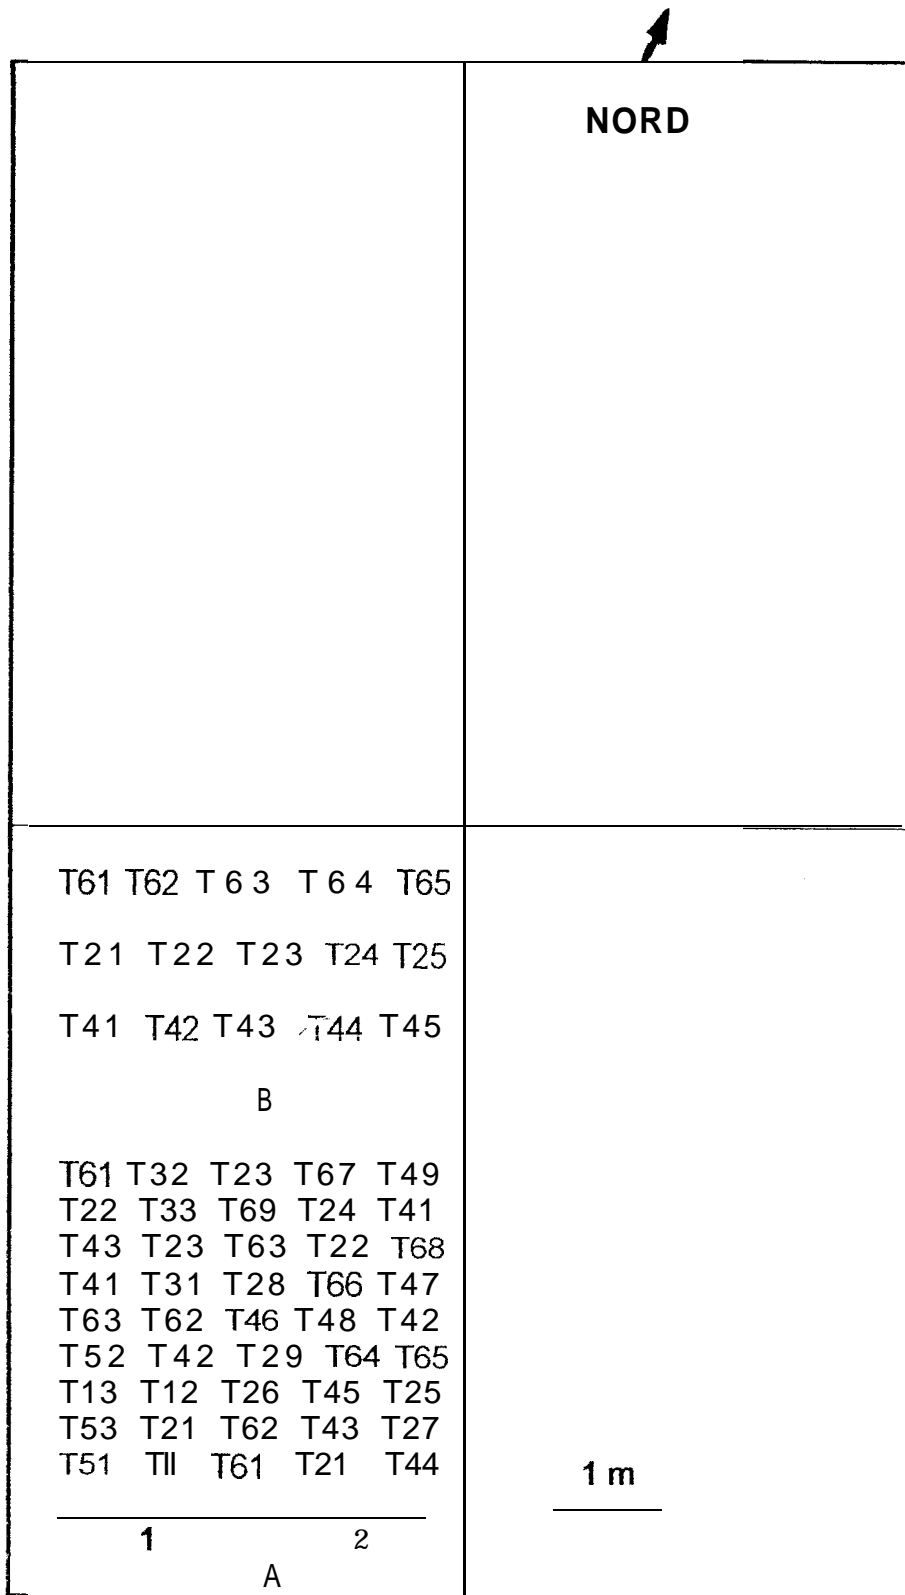 NORD
T61 T62 T63 T64 T65
T21 T22 T23 T24 T25
T41 T42 T43 T44 T45
B
T61 T32 T23 T67 T49
T22 T33 T69 T24 T41
T43 T23 T63 T22 T68
T41 T31 T28 T66 T47
T63 T62 T46 T48 T42
T52 T42 T29 T64 T65
T13 T12 T26 T45 T25
T53 T21 T62 T43 T27
T51 TII T61 T21 T44
1 m
1 2
A